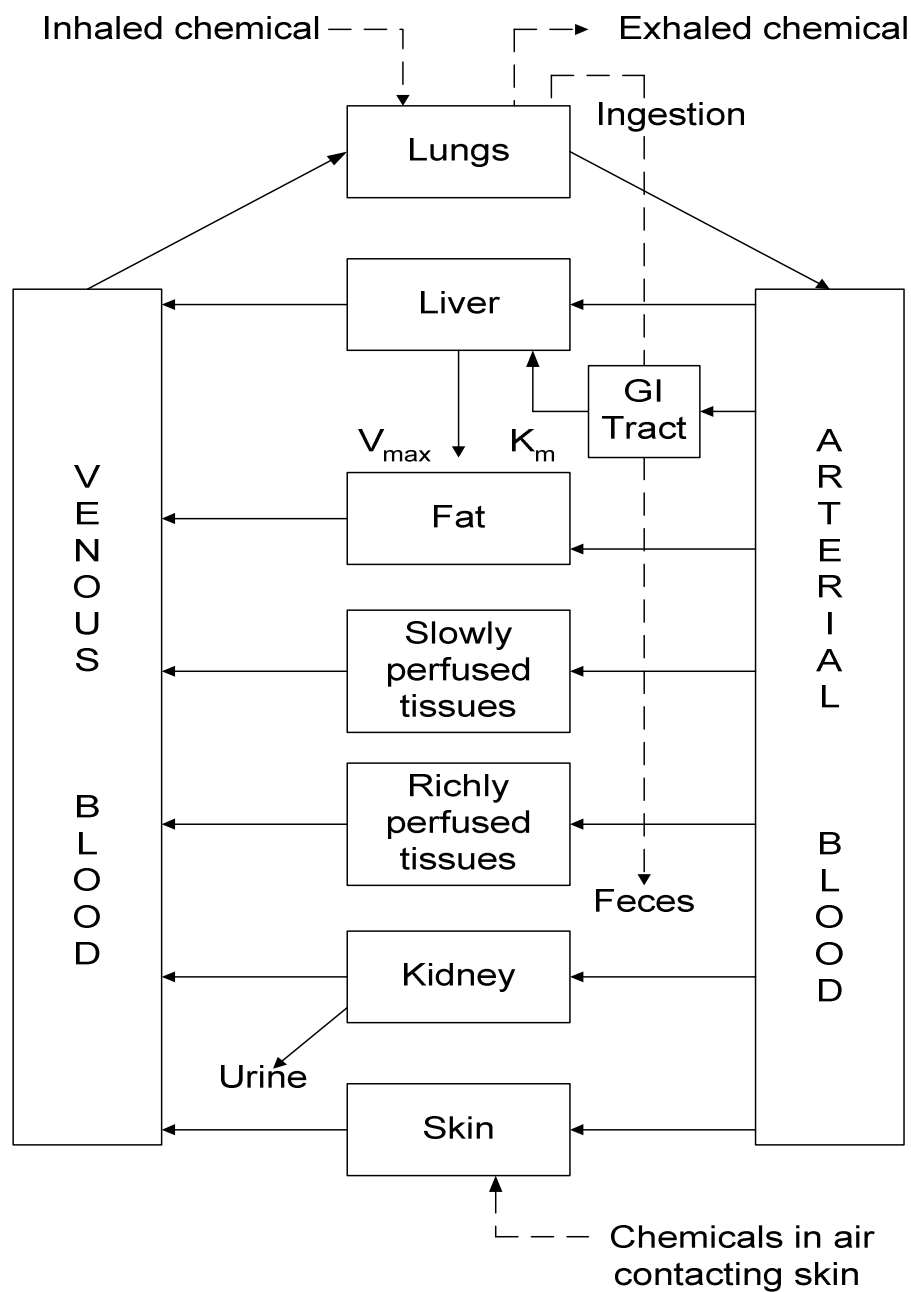 Inhaled chemical
Exhaled chemical
Ingestion
Lungs
Liver
GI
Tract
Vmax
Km
Fat
VENOUS BLOOD
ARTERIAL BLOOD
Slowly
perfused
tissues
Richly
perfused
tissues
Feces
Kidney
Urine
Skin
Chemicals in air
contacting skin